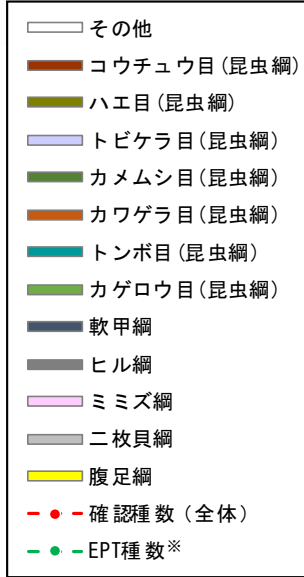 その他
コウチュウ目(昆虫綱)
ハエ目(昆虫綱)
トビケラ目(昆虫綱)
カメムシ目(昆虫綱)
カワゲラ目(昆虫綱)
トンボ目(昆虫綱)
カゲロウ目(昆虫綱)
軟甲綱
ヒル綱
ミミズ綱
二枚貝綱
腹足綱
確認種数（全体）
EPT種数※